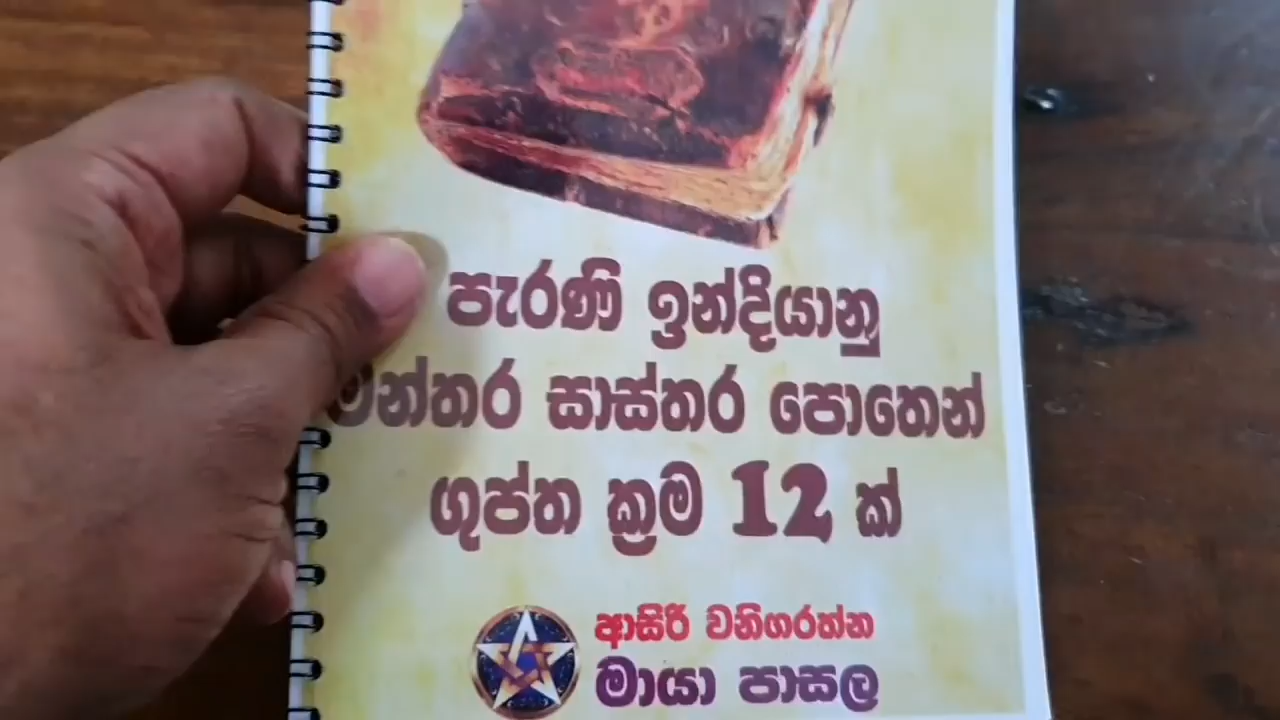 පැරණි ඉන්දියානු
මන්තර සාස්තර පොතෙන්
ගුප්ත ක්‍රම 12 ක්
ආසිරි වනිගරත්න
මායා පාසල